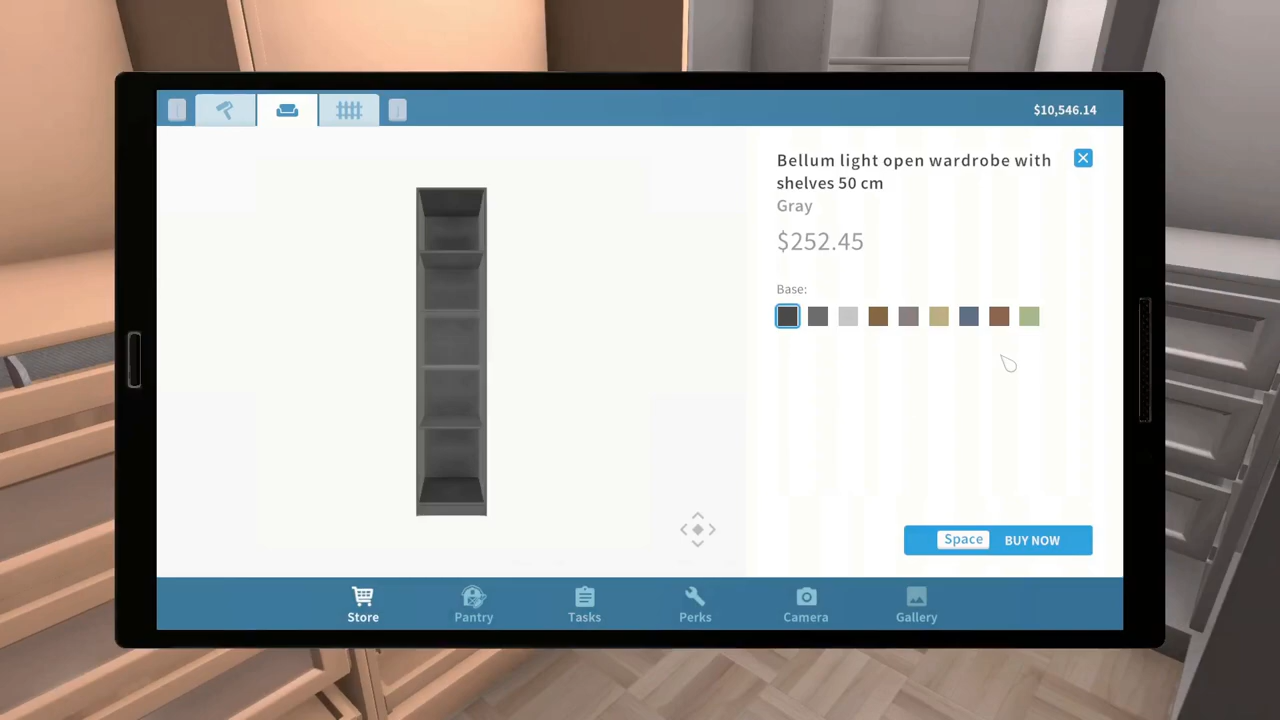 $10,546.14
Bellum light open wardrobe with
shelves 50 cm
Gray
$252.45
Base:
Space BUY NOW
Store Pantry Tasks Perks Camera Gallery